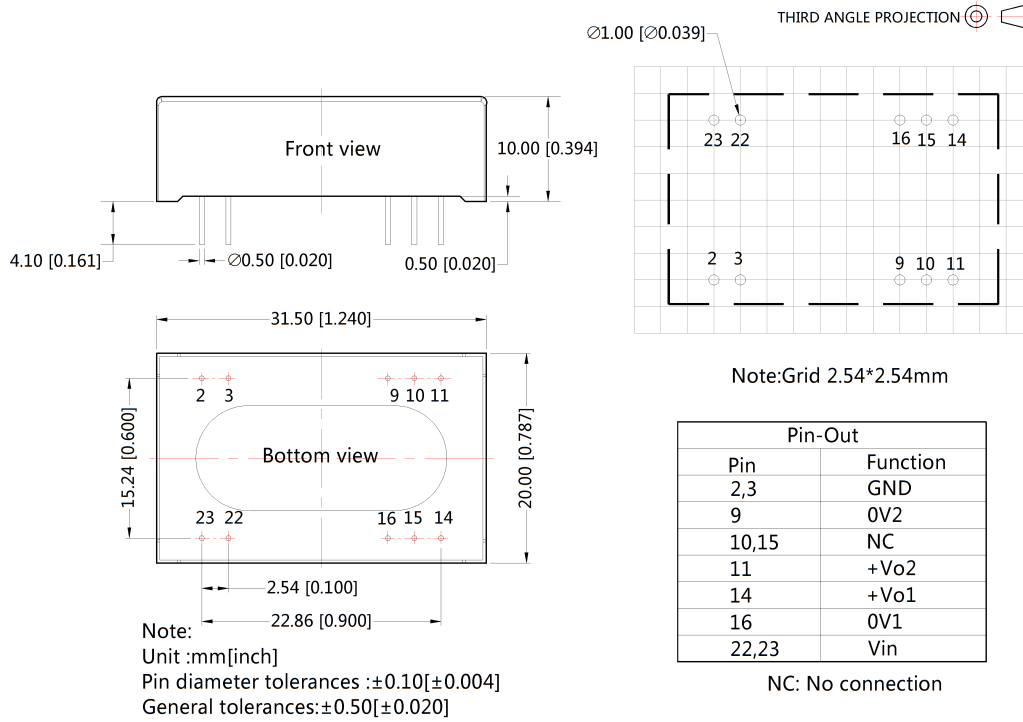 THIRD ANGLE PROJECTION
∅1.00 [∅0.039]
23 22 16 15 14
2 3 9 10 11
Note:Grid 2.54*2.54mm
Front view
10.00 [0.394]
4.10 [0.161]
∅0.50 [0.020]
0.50 [0.020]
31.50 [1.240]
2 3 9 10 11
15.24 [0.600]
Bottom view
20.00 [0.787]
23 22 16 15 14
2.54 [0.100]
22.86 [0.900]
Note:
Unit :mm[inch]
Pin diameter tolerances :±0.10[±0.004]
General tolerances:±0.50[±0.020]
Pin-Out
Pin Function
2,3 GND
9 0V2
10,15 NC
11 +Vo2
14 +Vo1
16 0V1
22,23 Vin
NC: No connection